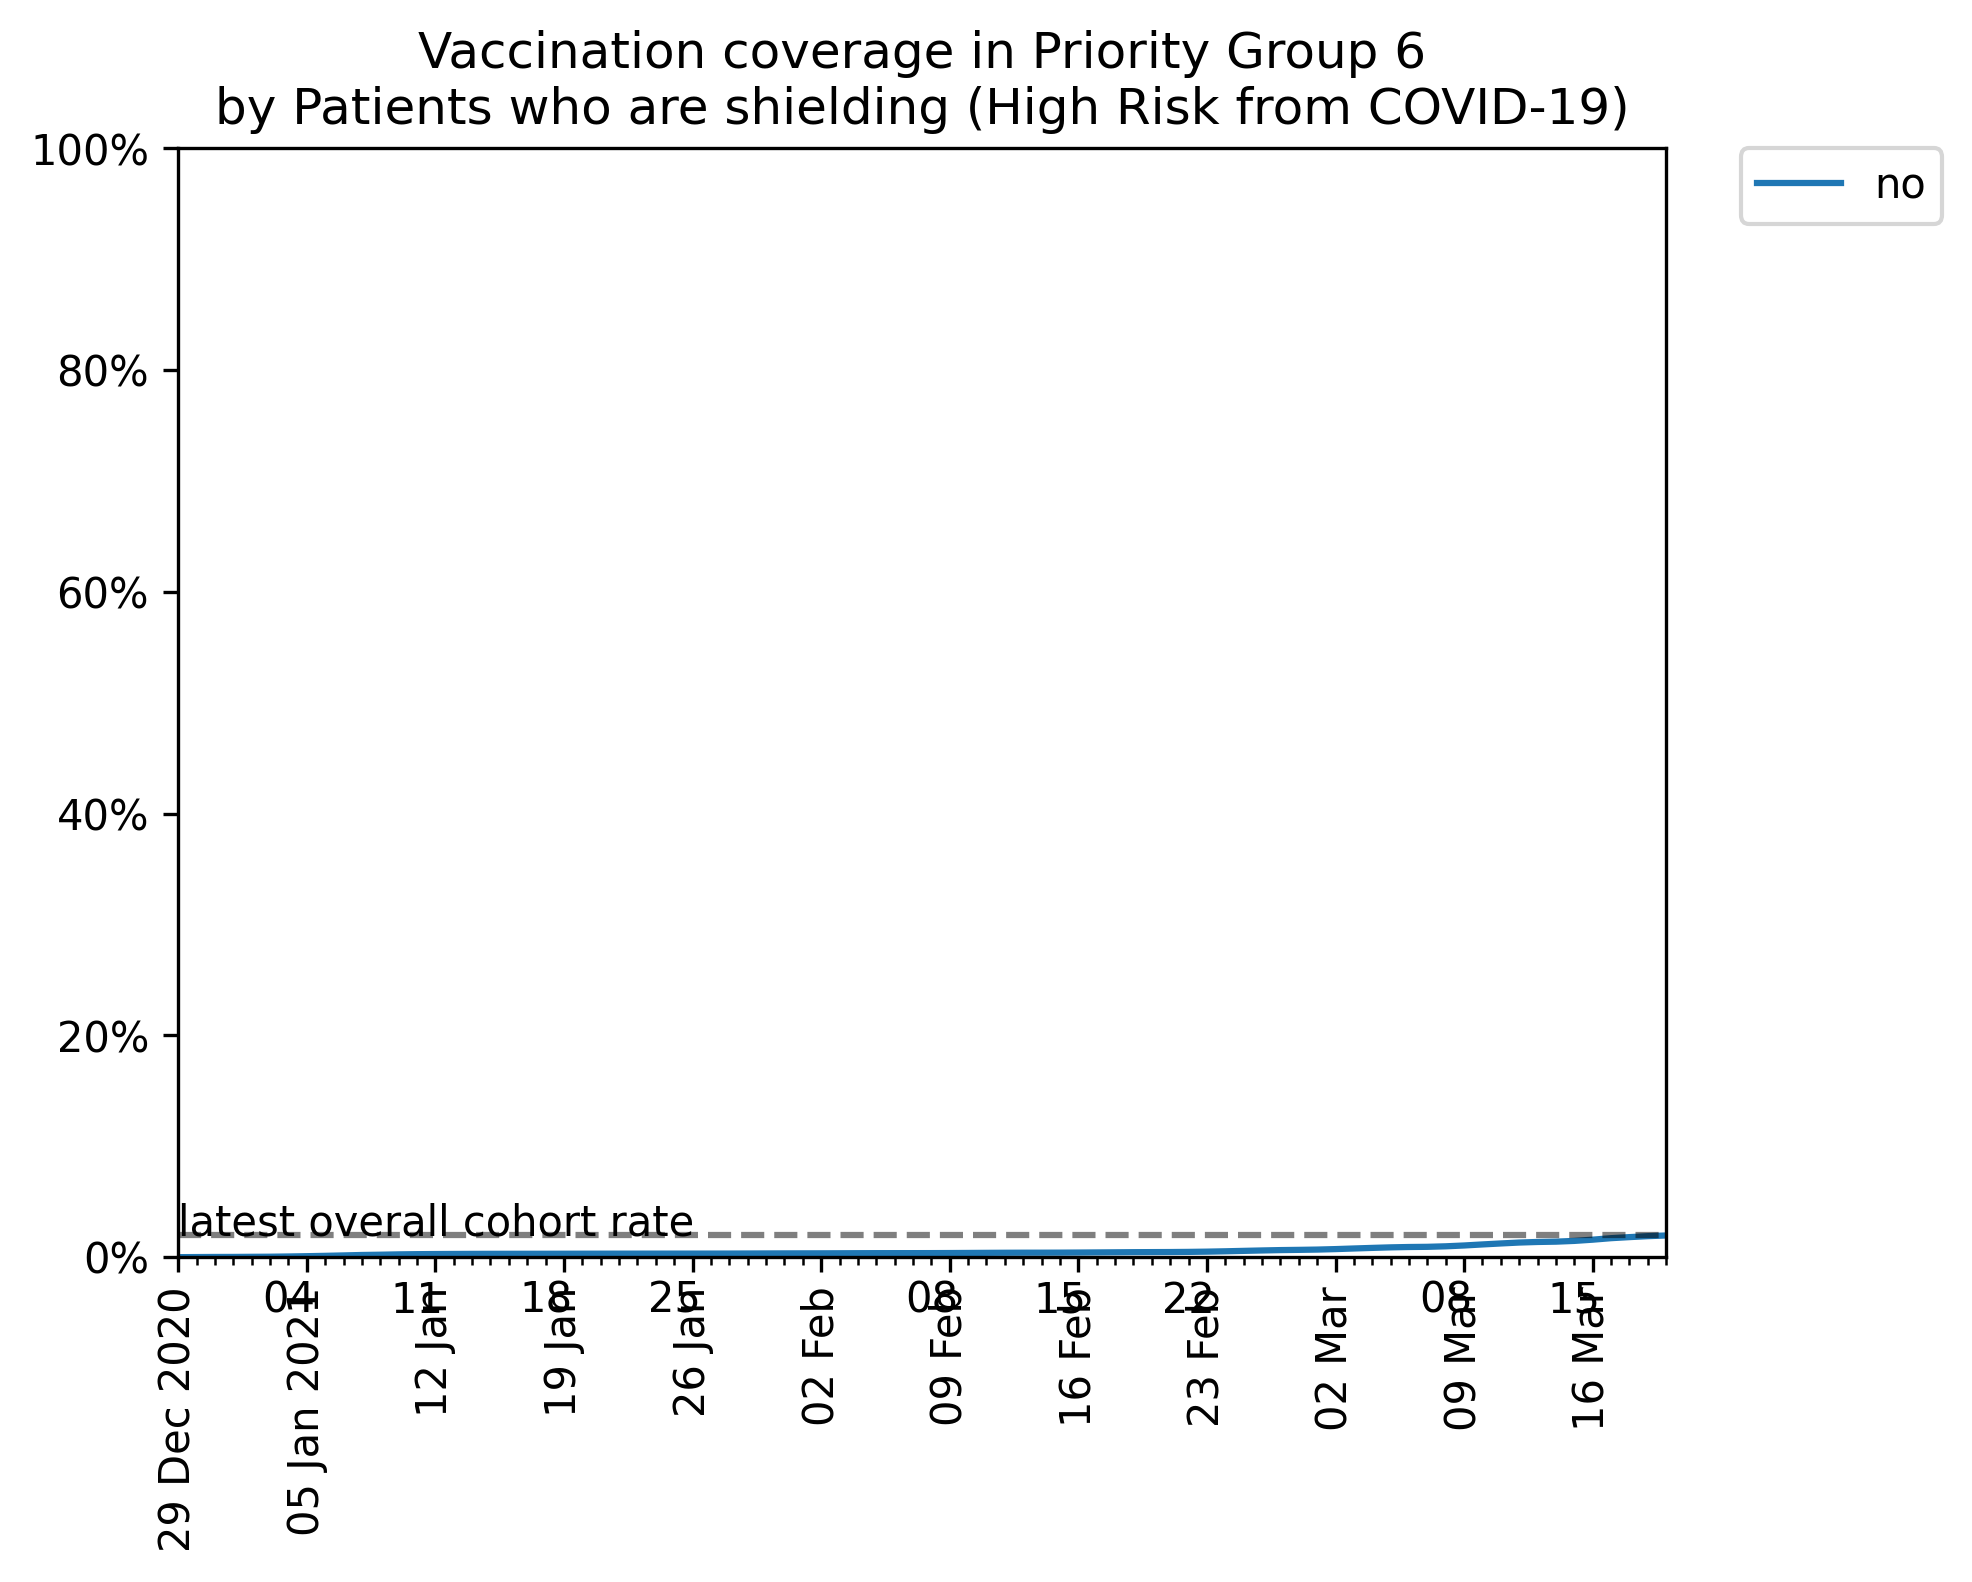 Vaccination coverage in Priority Group 6
by Patients who are shielding (High Risk from COVID-19)
100%
80%
60%
40%
20%
0%
no
latest overall cohort rate
04
11
18
25
08
15
22
08
15
29 Dec 2020
05 Jan 2021
12 Jan
19 Jan
26 Jan
02 Feb
09 Feb
16 Feb
23 Feb
02 Mar
09 Mar
16 Mar